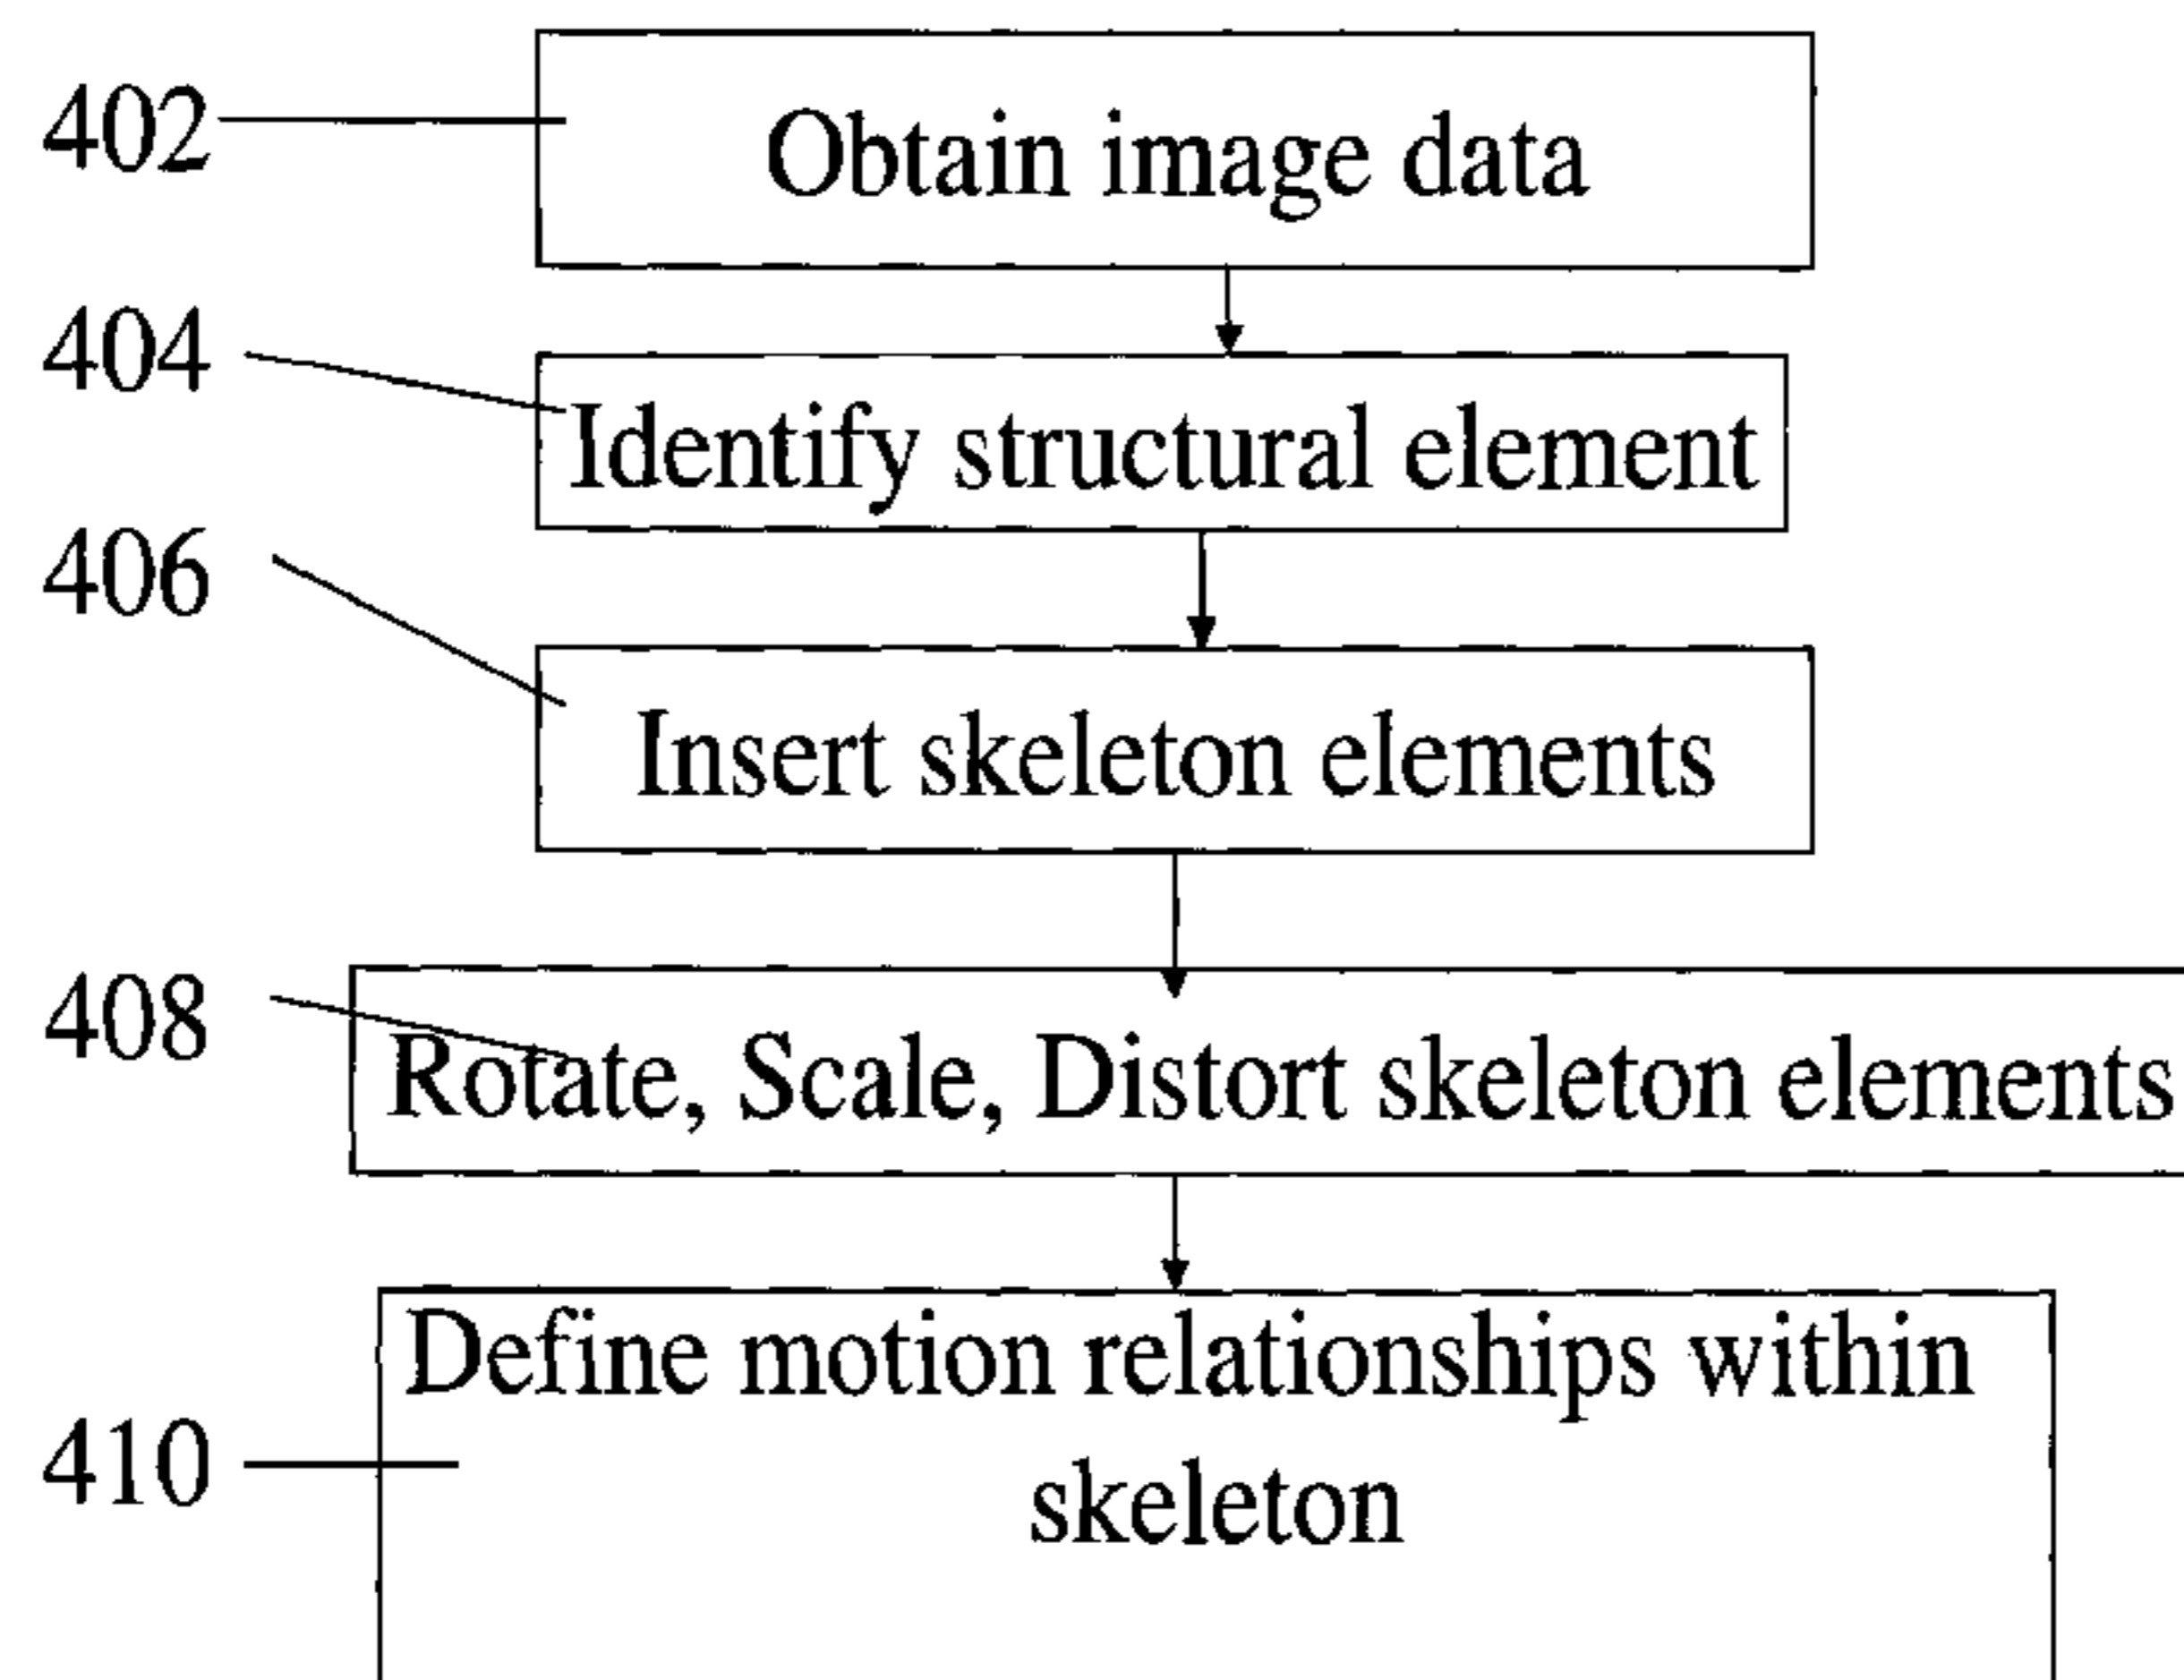 402
Obtain image data
404
Identify structural element
406
Insert skeleton elements
408
Rotate, Scale, Distort skeleton elements
Define motion relationships within
410
skeleton